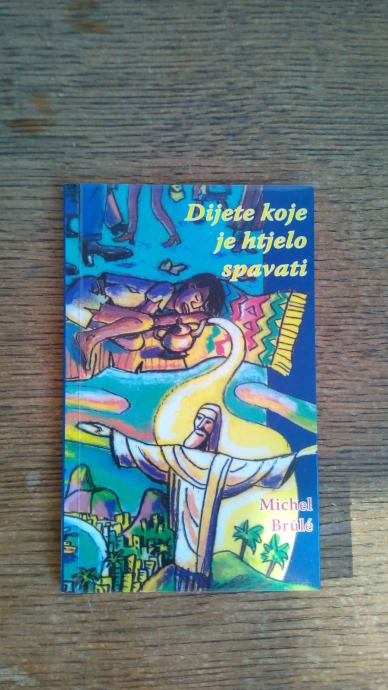 Dijete koje
je htjelo
spavati
Michel
Brûlé